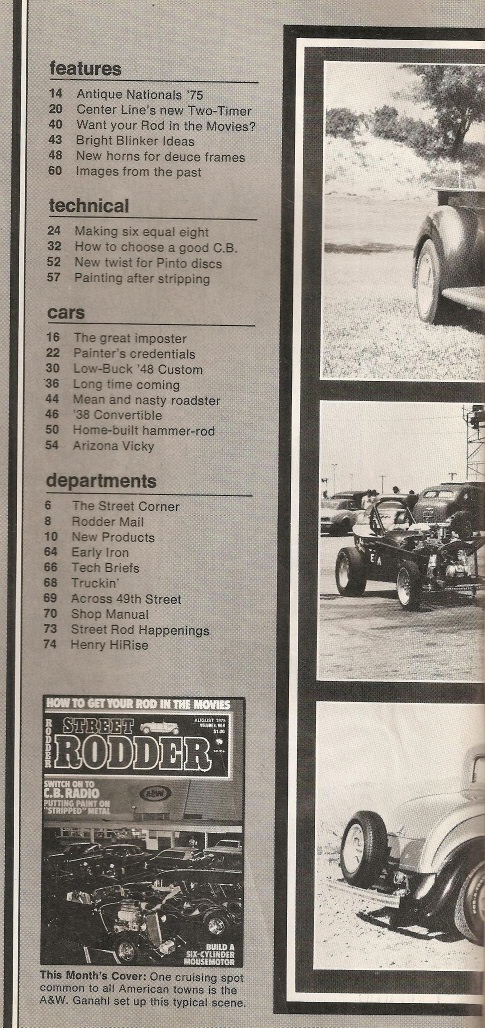 features
14 Antique Nationals '75
20 Center Line's new Two-Timer
40 Want your Rod in the Movies?
43 Bright Blinker Ideas
48 New horns for deuce frames
60 Images from the past
technical
24 Making six equal eight
32 How to choose a good C.B.
52 New twist for Pinto discs
57 Painting after stripping
cars
16 The great imposter
22 Painter's credentials
30 Low-Buck '48 Custom
36 Long time coming
44 Mean and nasty roadster
46 '38 Convertible
50 Home-built hammer-rod
54 Arizona Vicky
departments
6 The Street Corner
8 Rodder Mail
10 New Products
64 Early Iron
66 Tech Briefs
68 Truckin'
69 Across 49th Street
70 Shop Manual
73 Street Rod Happenings
74 Henry HiRise
HOW TO GET YOUR ROD IN THE MOVIES
RODDER
STREET
RODDER
AUGUST 1975
$1.00
SWITCH ON TO
C.B. RADIO
PUTTING PAINT ON
"STRIPPED" METAL
A&W
BUILD A
SIX-CYLINDER
MOUSEMOTOR
This Month's Cover: One cruising spot
common to all American towns is the
A&W. Ganahl set up this typical scene.
EA